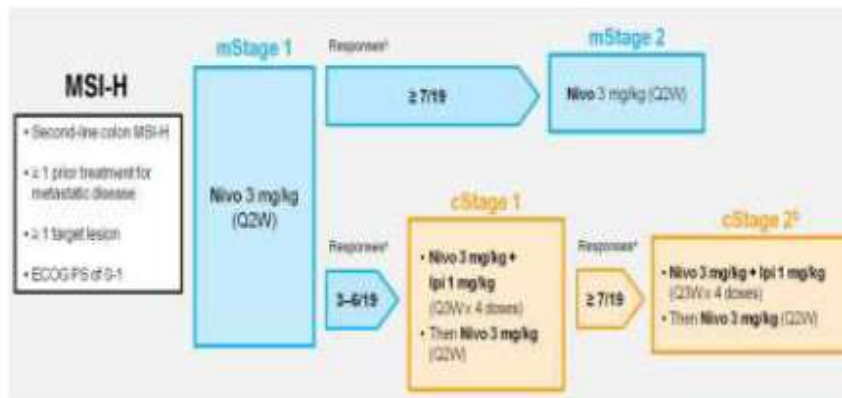 mStage 1
Responses
mStage 2
MSI-H
≥ 7/19
Nivo 3 mg/kg (Q2W)
• Second-line colon MSI-H
• ≥ 1 prior treatment for
metastatic disease
• ≥ 1 target lesion
• ECOG PS of 0-1
Nivo 3 mg/kg
(Q2W)
cStage 1
cStage 2
Responses
3–6/19
• Nivo 3 mg/kg +
Ipi 1 mg/kg
(Q3W x 4 doses)
• Then Nivo 3 mg/kg
(Q2W)
Responses
≥ 7/19
• Nivo 3 mg/kg + Ipi 1 mg/kg
(Q3W x 4 doses)
• Then Nivo 3 mg/kg (Q2W)